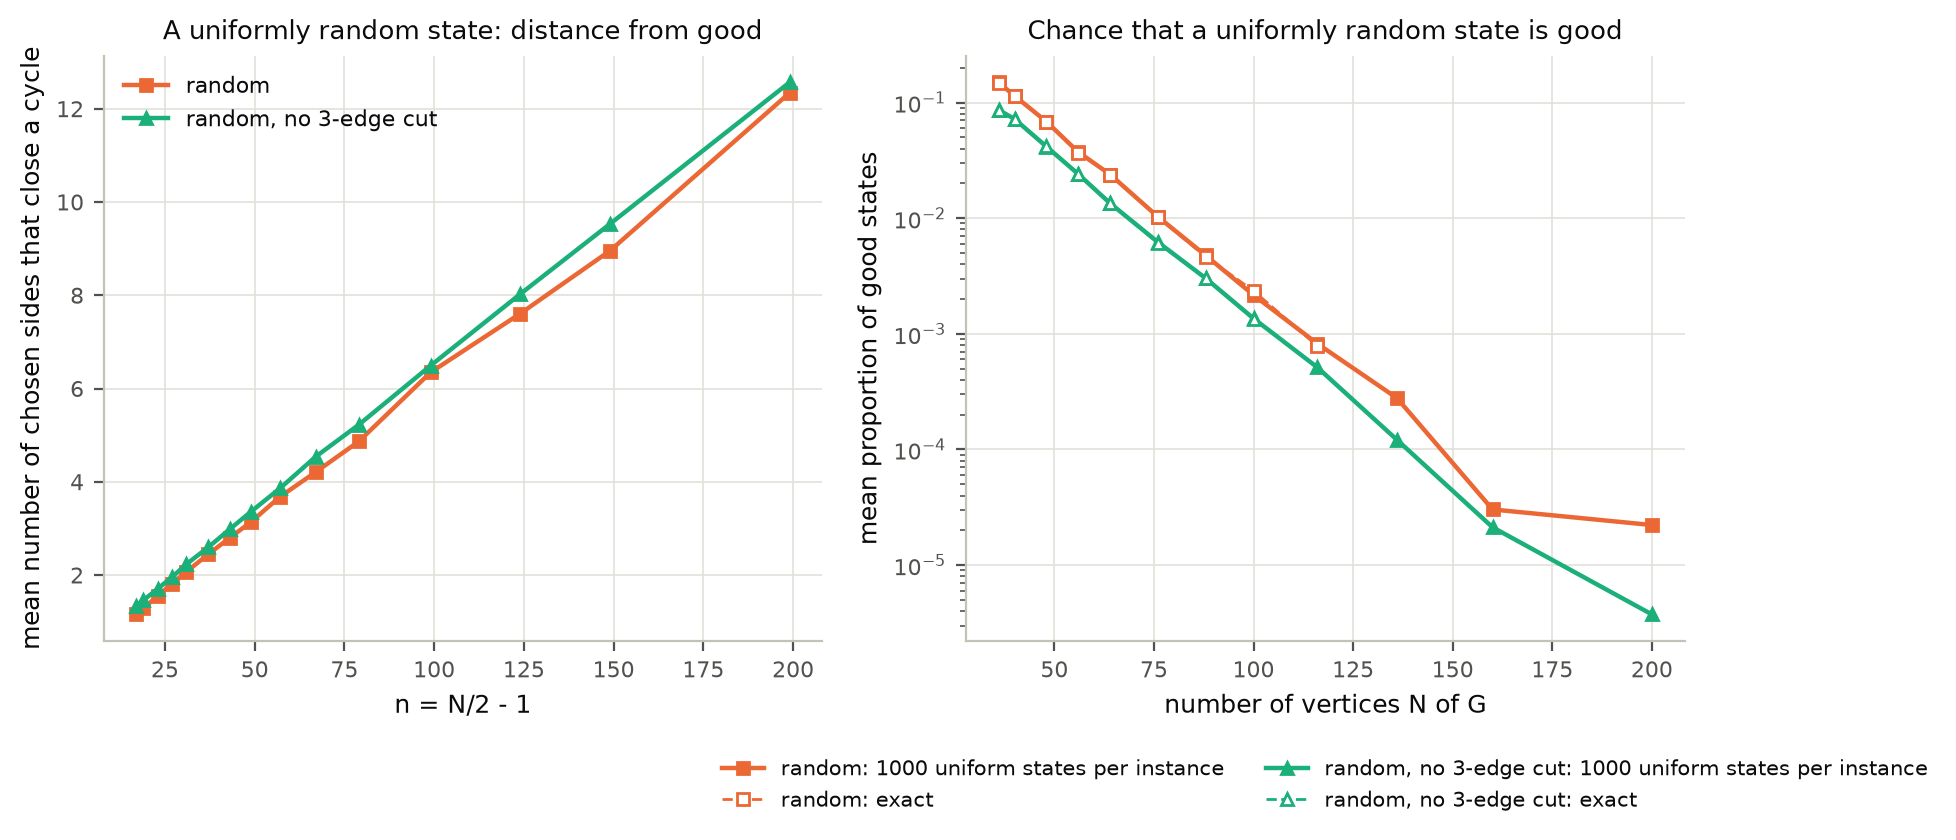 A uniformly random state: distance from good
mean number of chosen sides that close a cycle
random
random, no 3-edge cut
12
10
8
6
4
2
25 50 75 100 125 150 175 200
n = N/2 - 1
Chance that a uniformly random state is good
mean proportion of good states
10⁻¹
10⁻²
10⁻³
10⁻⁴
10⁻⁵
50 75 100 125 150 175 200
number of vertices N of G
random: 1000 uniform states per instance
random: exact
random, no 3-edge cut: 1000 uniform states per instance
random, no 3-edge cut: exact